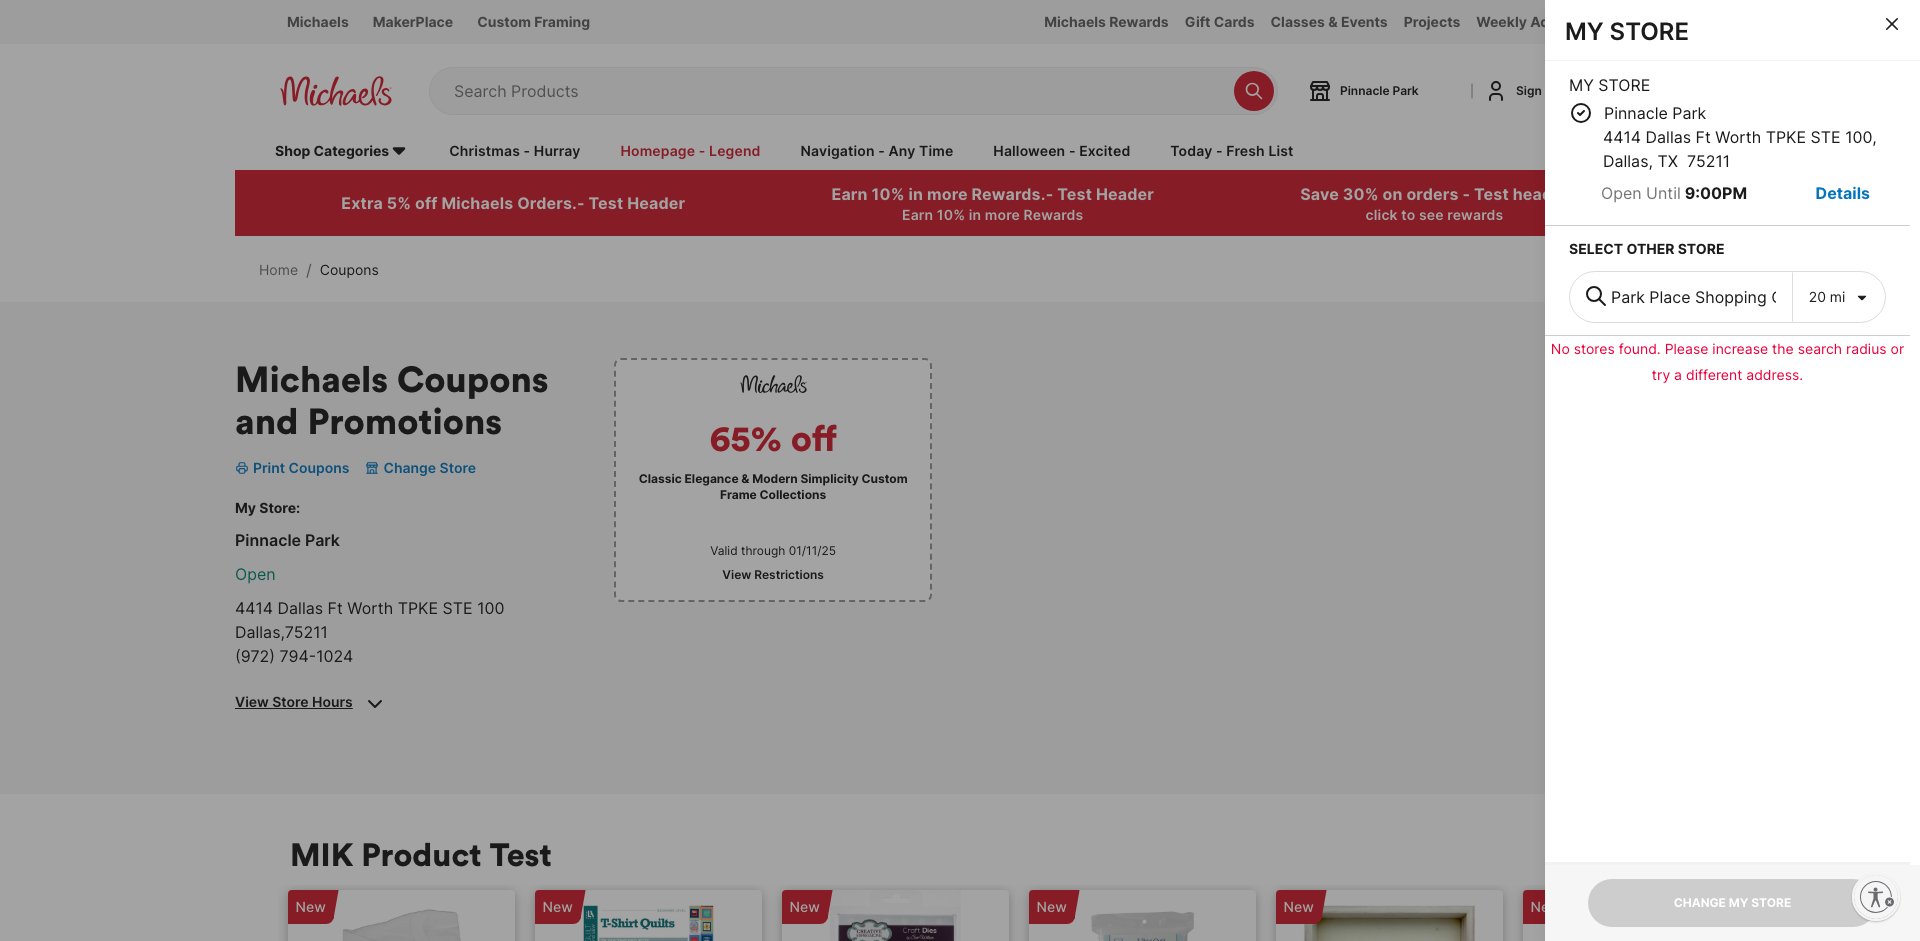 Michaels MakerPlace Custom Framing
Michaels Rewards Gift Cards Classes & Events Projects Weekly
Michaels
Search Products
Pinnacle Park
Sign
Shop Categories
Christmas - Hurray
Homepage - Legend
Navigation - Any Time
Halloween - Excited
Today - Fresh List
Extra 5% off Michaels Orders.- Test Header
Earn 10% in more Rewards.- Test Header
Earn 10% in more Rewards
Save 30% on orders - Test
click to see rewards
Home / Coupons
Michaels Coupons
and Promotions
Print Coupons
Change Store
My Store:
Pinnacle Park
Open
4414 Dallas Ft Worth TPKE STE 100
Dallas,75211
(972) 794-1024
View Store Hours
Michaels
65% off
Classic Elegance & Modern Simplicity Custom
Frame Collections
Valid through 01/11/25
View Restrictions
MIK Product Test
New
New
T-Shirt Quilts
New
Craft Dies
New
New
MY STORE
MY STORE
Pinnacle Park
4414 Dallas Ft Worth TPKE STE 100,
Dallas, TX 75211
Open Until 9:00PM
Details
SELECT OTHER STORE
Park Place Shopping
20 mi
No stores found. Please increase the search radius or
try a different address.
CHANGE MY STORE